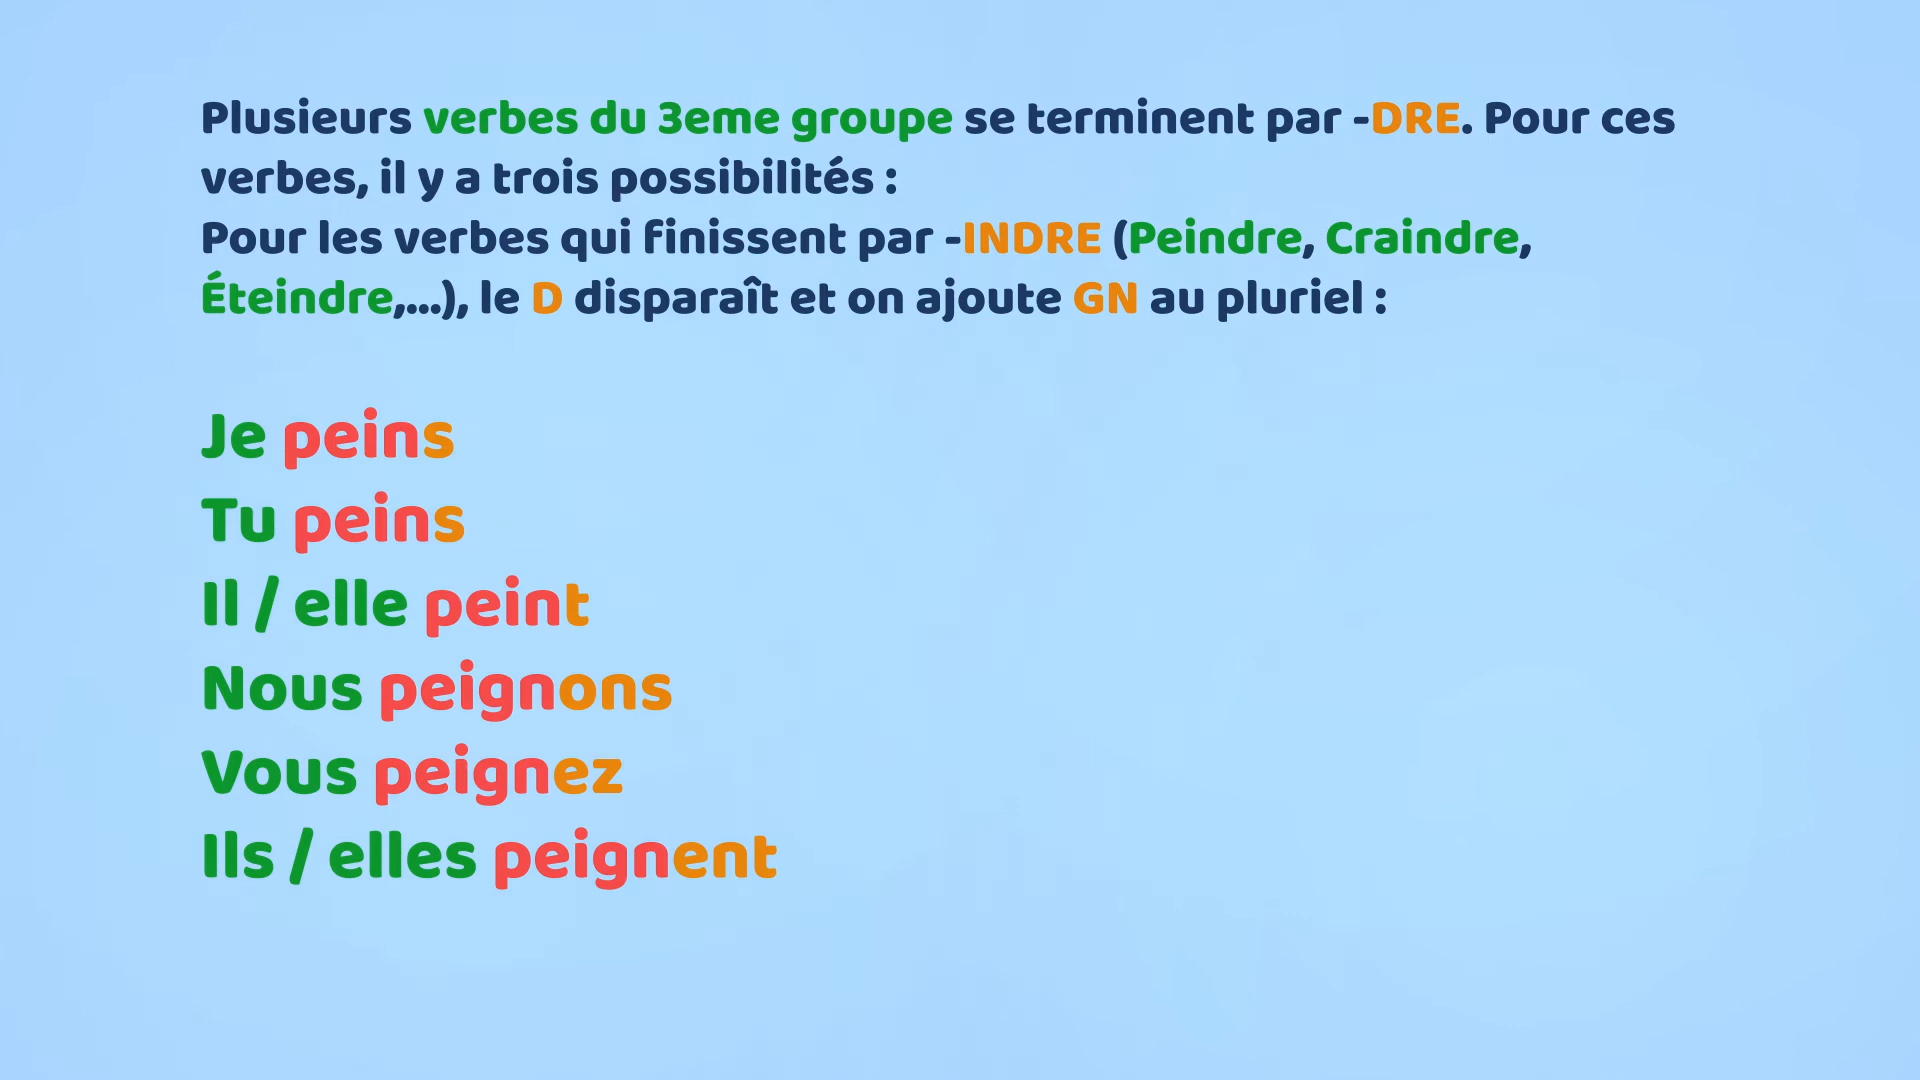 Plusieurs verbes du 3eme groupe se terminent par -DRE. Pour ces
verbes, il y a trois possibilités :
Pour les verbes qui finissent par -INDRE (Peindre, Craindre,
Éteindre,...), le D disparaît et on ajoute GN au pluriel :
Je peins
Tu peins
Il / elle peint
Nous peignons
Vous peignez
Ils / elles peignent